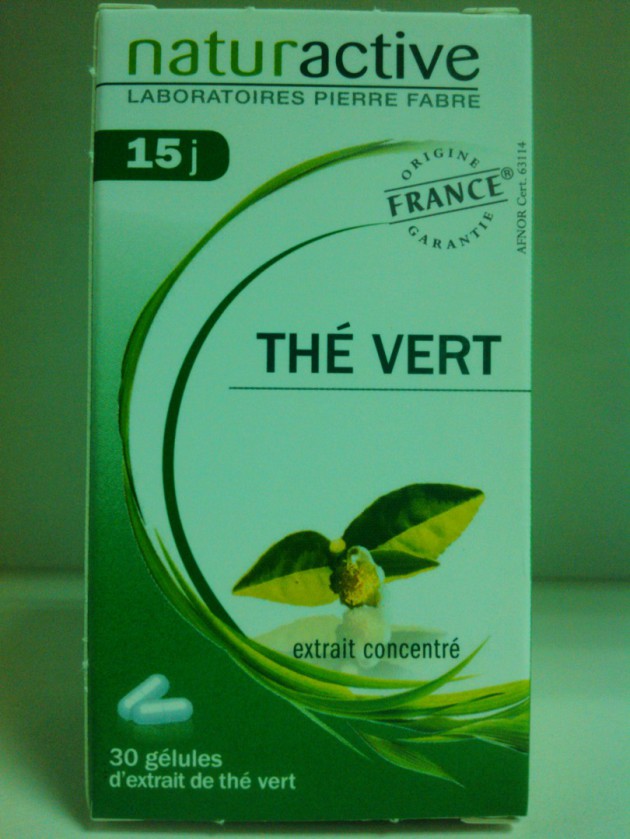 naturactive
LABORATOIRES PIERRE FABRE
15 j
ORIGINE
FRANCE®
GARANTIE
AFNOR Cert. 63114
THÉ VERT
extrait concentré
30 gélules
d'extrait de thé vert